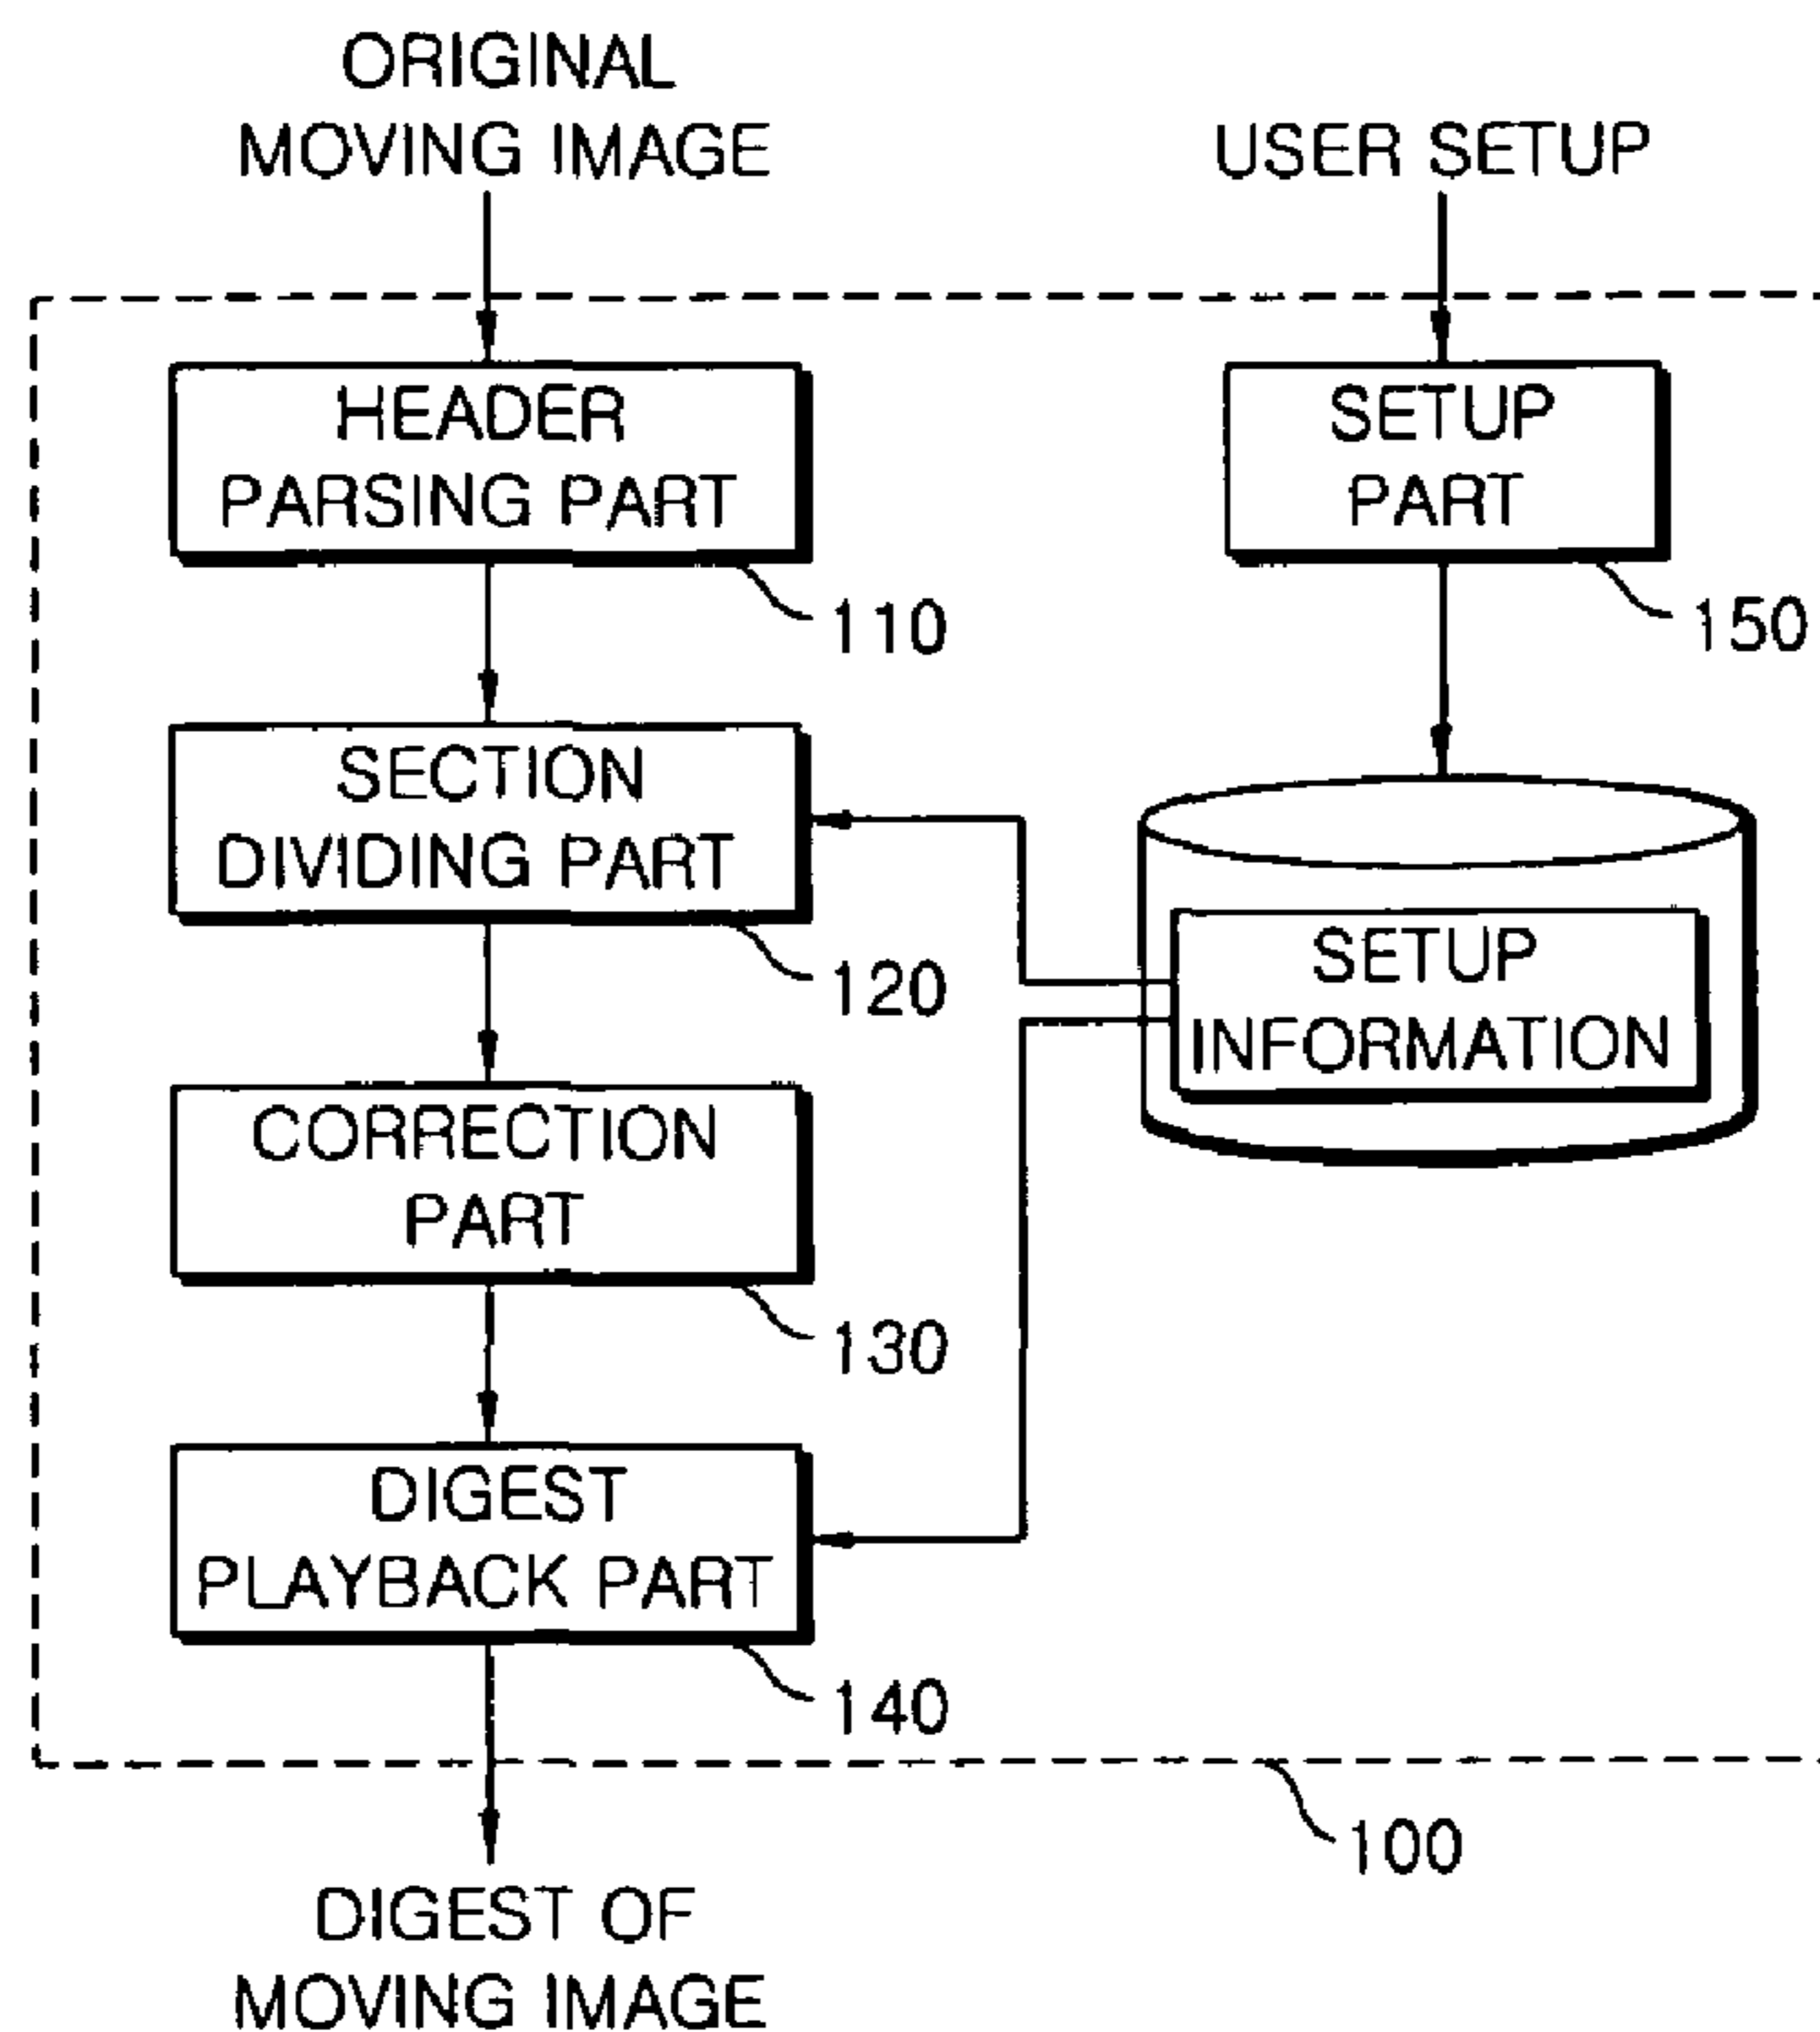 ORIGINAL
MOVING IMAGE
USER SETUP
HEADER
PARSING PART
110
SETUP
PART
150
SECTION
DIVIDING PART
120
SETUP
INFORMATION
CORRECTION
PART
130
DIGEST
PLAYBACK PART
140
100
DIGEST OF
MOVING IMAGE